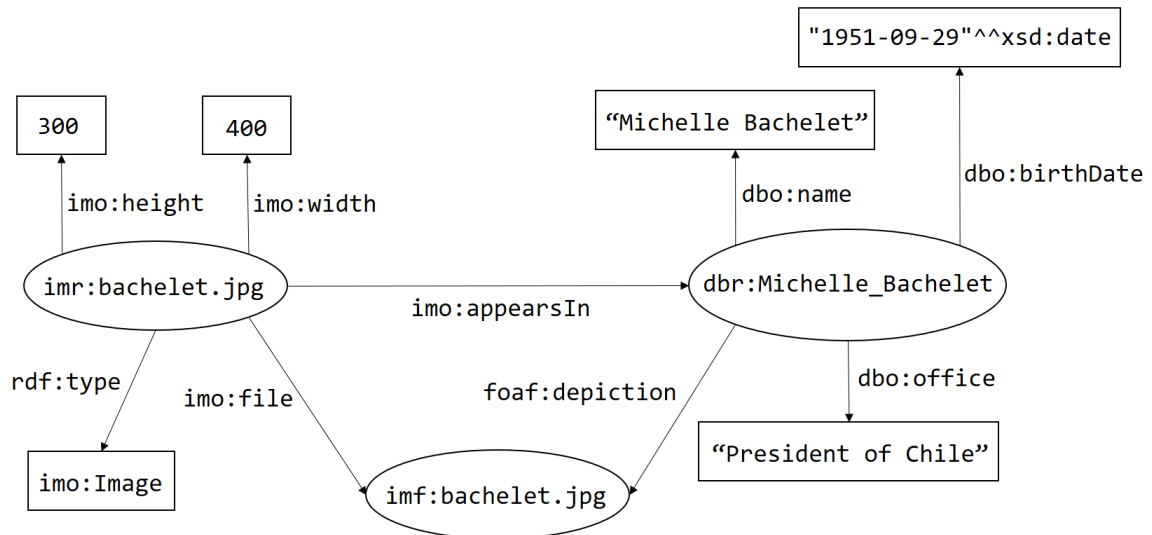 "1951-09-29"^^xsd:date
“Michelle Bachelet”
300
400
dbo:birthDate
dbo:name
imo:height
imo:width
imr:bachelet.jpg
dbr:Michelle_Bachelet
imo:appearsIn
rdf:type
imo:file
foaf:depiction
dbo:office
“President of Chile”
imo:Image
imf:bachelet.jpg